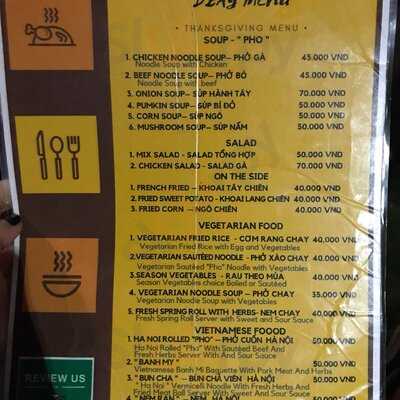 DZAY MENU
• THANKSGIVING MENU •
SOUP - " PHO "
1. CHICKEN NOODLE SOUP– PHỞ GÀ 45.000 VND
Noodle Soup with Chicken
2. BEEF NOODLE SOUP– PHỞ BÒ 45.000 VND
Noodle Soup with beef
3. ONION SOUP– SÚP HÀNH TÂY 70.000 VND
4. PUMKIN SOUP– SÚP BÍ ĐỎ 50.000 VND
5. CORN SOUP– SÚP NGÔ 50.000 VND
6. MUSHROOM SOUP– SÚP NẤM 50.000 VND
SALAD
1. MIX SALAD - SALAD TỔNG HỢP 50.000 VND
2. CHICKEN SALAD - SALAD GÀ 70.000 VND
ON THE SIDE
1. FRENCH FRIED – KHOAI TÂY CHIÊN 40.000 VND
2. FRIED SWEET POTATO - KHOAI LANG CHIÊN 40.000 VND
3. FRIED CORN – NGÔ CHIÊN 40.000 VND
VEGETARIAN FOOD
1. VEGETARIAN FRIED RICE - CƠM RANG CHAY 40.000 VND
Vegetarian Fried Rice with Egg and Vegetables
2.VEGETARIAN SAUTÉED NOODLE - PHỞ XÀO CHAY 40.000 VND
Vegetarian Sautéed "Pho" Noodle with Vegetables
3.SEASON VEGETABLES - RAU THEO MÙA 40.000 VND
Season Vegetables choice Boiled or Sautéed
4. VEGETARIAN NOODLE SOUP – PHỞ CHAY 35.000 VND
Vegetarian Noodle Soup with Vegetables
5. FRESH SPRING ROLL WITH HERBS- NEM CHAY 40.000 VND
Fresh Spring Roll Server with Sweet and Sour Sauce
VIETNAMESE FOOOD
1. HA NOI ROLLED "PHO" – PHỞ CUỐN HÀ NỘI 50.000 VND
Ha Noi Rolled "Pho" With Sautéed Beef And
Fresh Herbs Server With And Sour Sauce
2. " BANH MY " 50.000 VND
Vietnamese Banh Mi Baguette With Pork Meat And Herbs
3. " BUN CHA " – BÚN CHẢ VIÊN HÀ NỘI 50.000 VND
" Ha Noi " Vermicelli Noodle With Fresh Herbs And
Fried Meat Ball Server With Sweet And Sour Sauce
4. " NEM RAN " – NEM HÀ NỘI 50.000 VND
REVIEW US